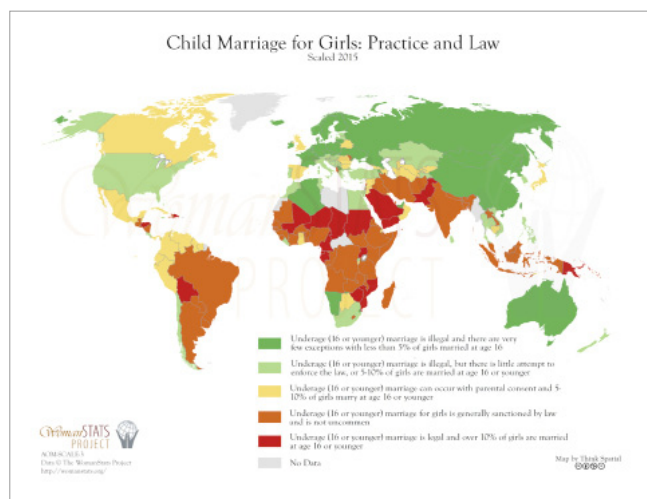 Child Marriage for Girls: Practice and Law
Scaled 2015
WomanStats
PROJECT
Underage (16 or younger) marriage is illegal and there are very
few exceptions with less than 5% of girls married at age 16
Underage (16 or younger) marriage is illegal, but there is little attempt to
enforce the law, or 5-10% of girls are married at age 16 or younger
Underage (16 or younger) marriage can occur with parental consent and 5-
10% of girls marry at age 16 or younger
Underage (16 or younger) marriage for girls is generally sanctioned by law
and is not uncommen
Underage (16 or younger) marriage is legal and over 10% of girls are married
at age 16 or younger
No Data
WomanSTATS
PROJECT
AOM-SCALE-3
Data © The WomanStats Project
http://womanstats.org/
Map by Think Spatial